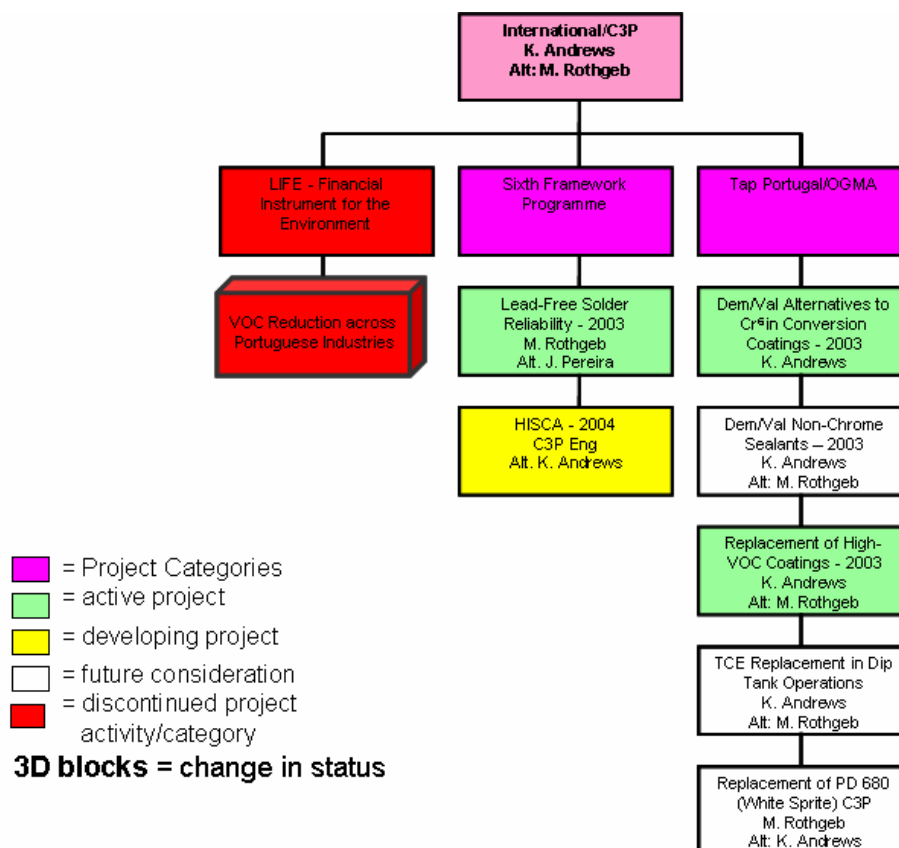 International/C3P
K. Andrews
Alt: M. Rothgeb
LIFE - Financial
Instrument for the
Environment
Sixth Framework
Programme
Tap Portugal/OGMA
VOC Reduction across
Portuguese Industries
Lead-Free Solder
Reliability - 2003
M. Rothgeb
Alt. J. Pereira
Dem/Val Alternatives to
Cr⁶in Conversion
Coatings - 2003
K. Andrews
HISCA - 2004
C3P Eng
Alt. K. Andrews
Dem/Val Non-Chrome
Sealants – 2003
K. Andrews
Alt: M. Rothgeb
Replacement of High-
VOC Coatings - 2003
K. Andrews
Alt: M. Rothgeb
TCE Replacement in Dip
Tank Operations
K. Andrews
Alt: M. Rothgeb
Replacement of PD 680
(White Sprite) C3P
M. Rothgeb
Alt: K. Andrews
= Project Categories
= active project
= developing project
= future consideration
= discontinued project
activity/category
3D blocks = change in status